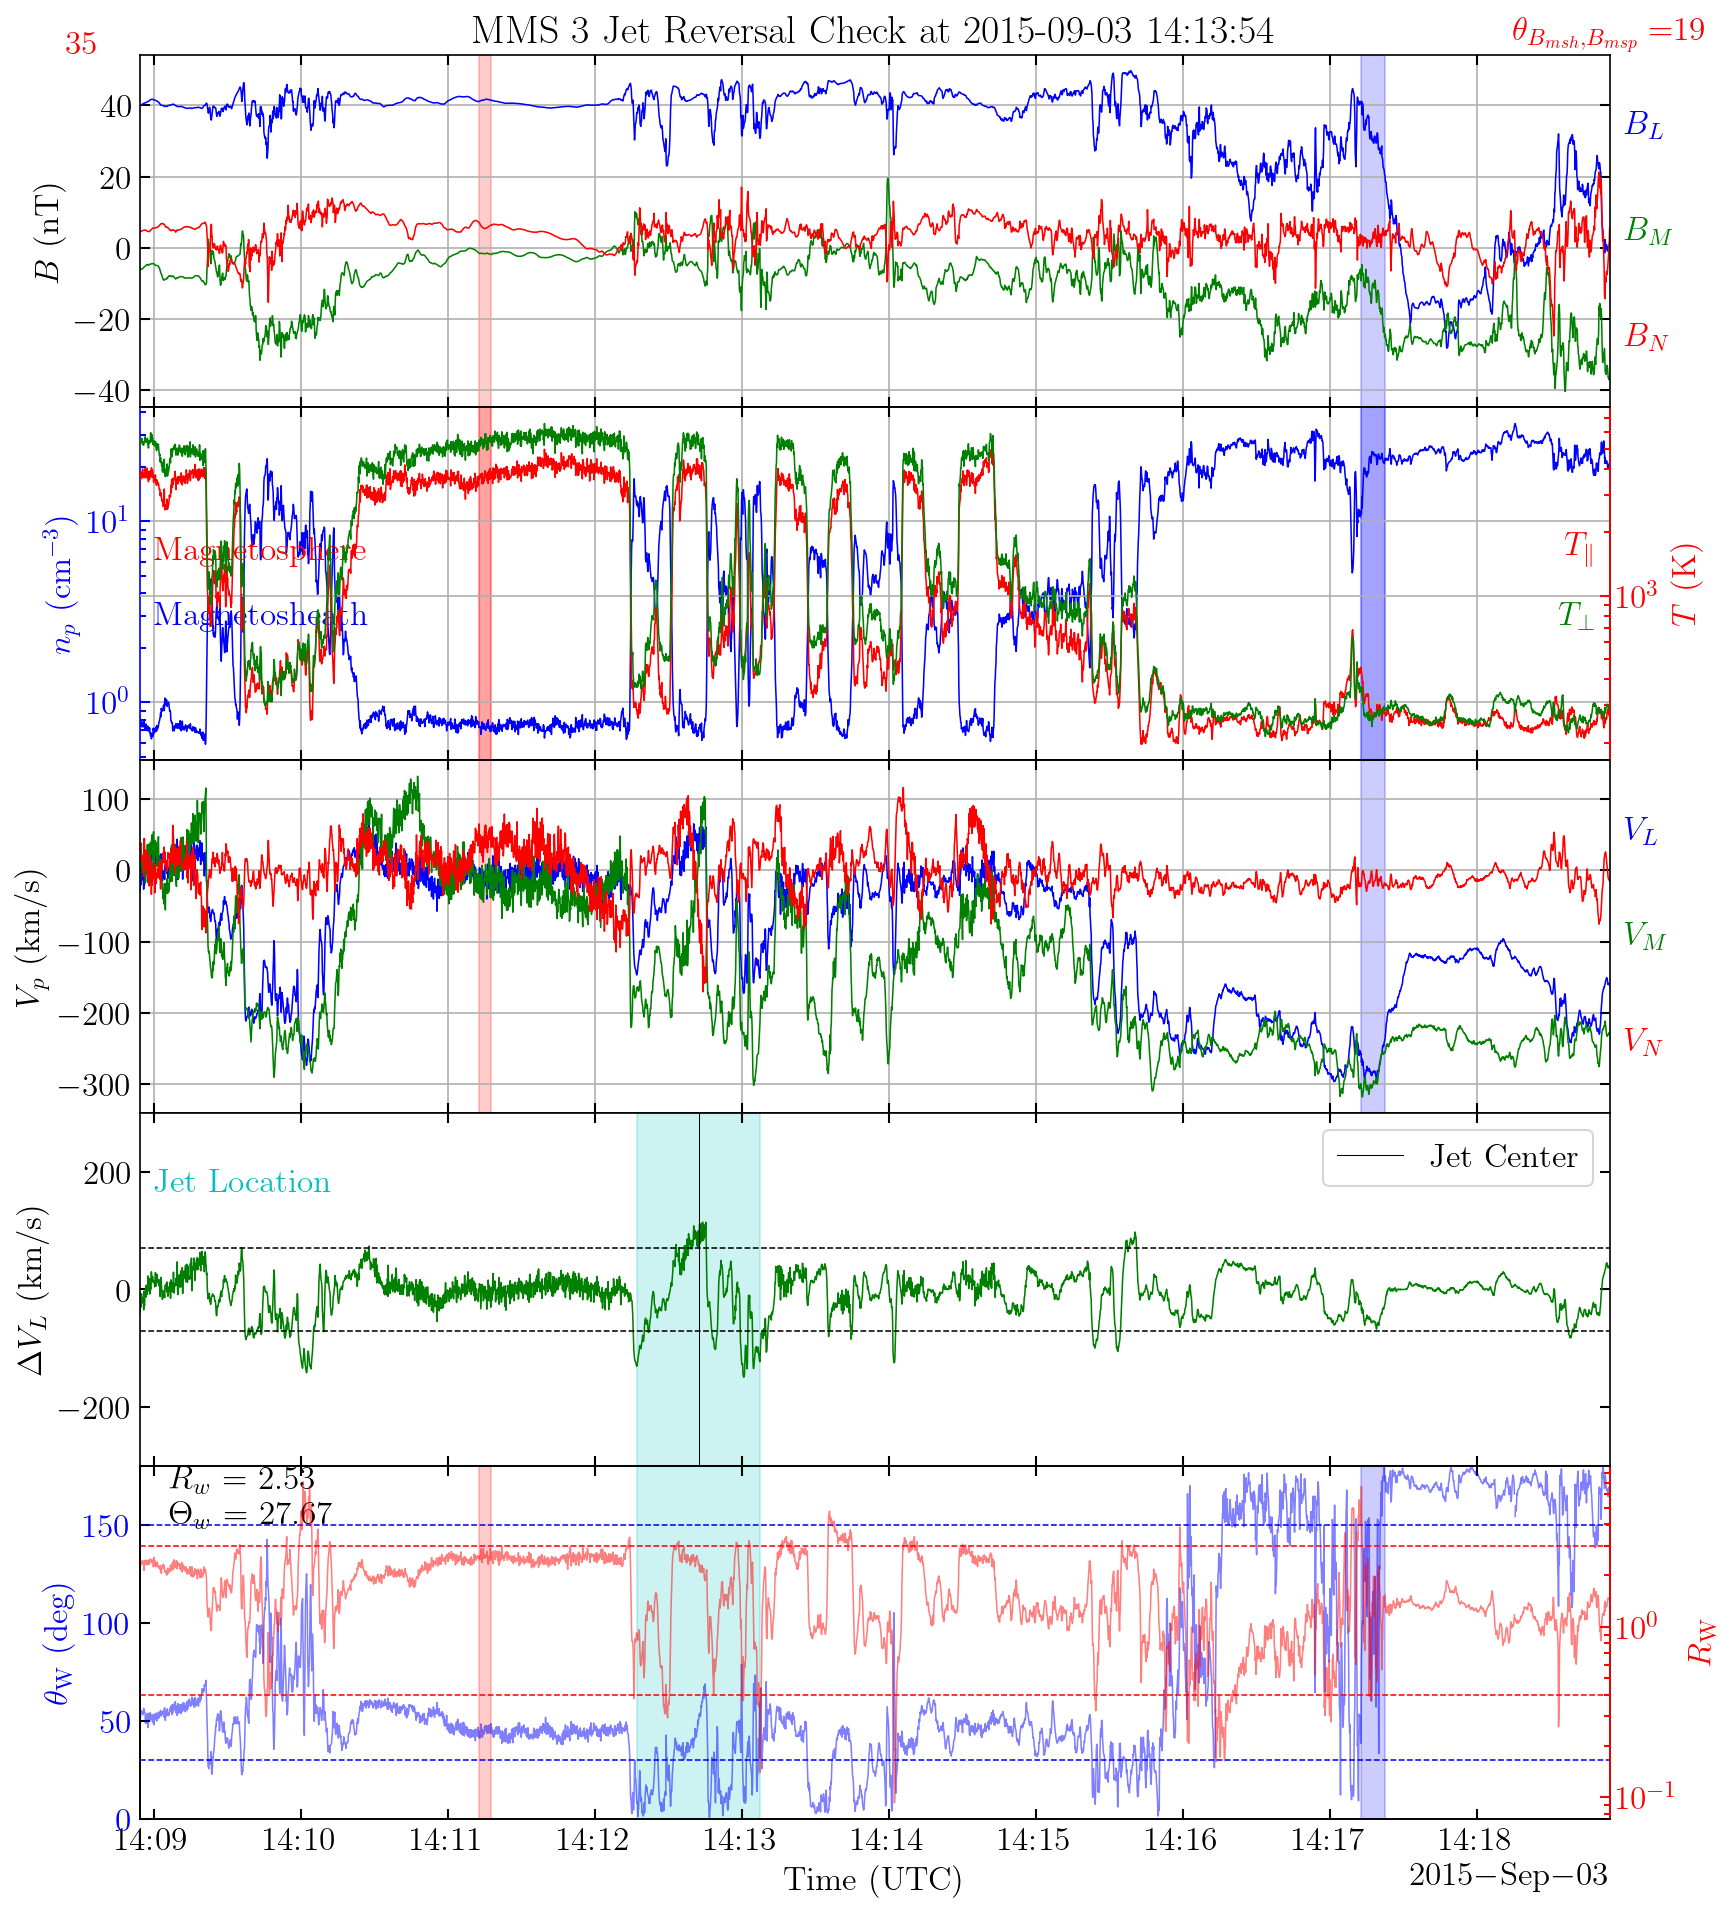 MMS 3 Jet Reversal Check at 2015-09-03 14:13:54
35
θ_{B_{msh},B_{msp}} =19
40
20
0
−20
−40
B (nT)
B_L
B_M
B_N
10^1
10^0
n_p (cm^{−3})
Magnetosphere
Magnetosheath
T_∥
T_⊥
10^3
T (K)
100
0
−100
−200
−300
V_p (km/s)
V_L
V_M
V_N
200
0
−200
ΔV_L (km/s)
Jet Location
Jet Center
R_w = 2.53
Θ_w = 27.67
150
100
50
0
θ_W (deg)
10^0
10^{−1}
R_W
14:09 14:10 14:11 14:12 14:13 14:14 14:15 14:16 14:17 14:18
Time (UTC)
2015−Sep−03